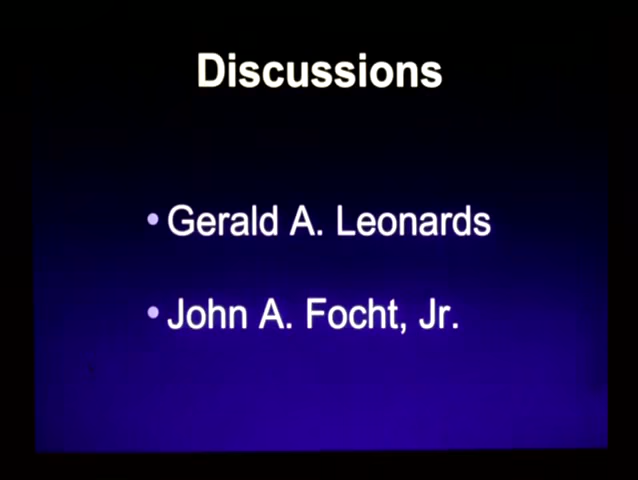 Discussions
• Gerald A. Leonards
• John A. Focht, Jr.